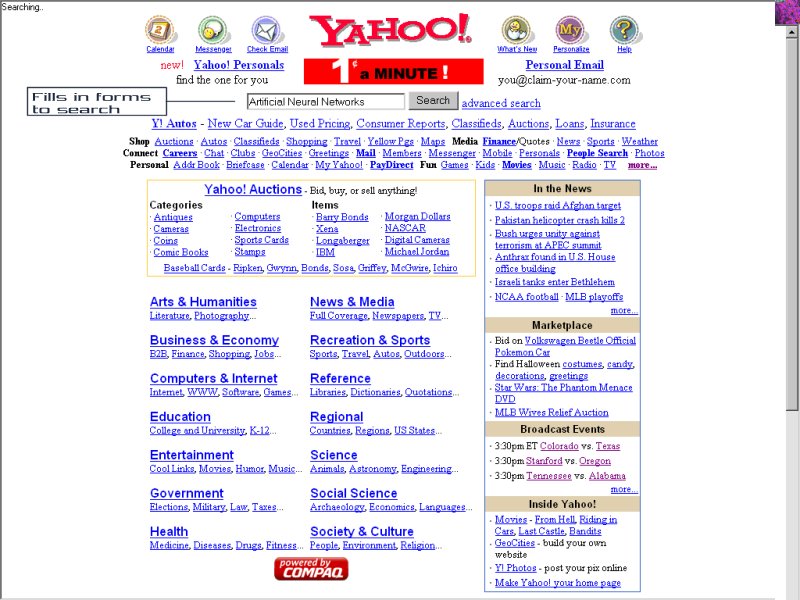 Searching..
YAHOO!
Calendar
Messenger
Check Email
What's New
Personalize
Help
new! Yahoo! Personals
find the one for you
1¢ a MINUTE!
Personal Email
you@claim-your-name.com
Fills in forms
to search
Artificial Neural Networks
Search
advanced search
Y! Autos - New Car Guide, Used Pricing, Consumer Reports, Classifieds, Auctions, Loans, Insurance
Shop Auctions · Autos · Classifieds · Shopping · Travel · Yellow Pgs · Maps Media Finance/Quotes · News · Sports · Weather
Connect Careers · Chat · Clubs · GeoCities · Greetings · Mail · Members · Messenger · Mobile · Personals · People Search · Photos
Personal Addr Book · Briefcase · Calendar · My Yahoo! · PayDirect Fun Games · Kids · Movies · Music · Radio · TV more...
Yahoo! Auctions - Bid, buy, or sell anything!
Categories
· Antiques
· Cameras
· Coins
· Comic Books
· Computers
· Electronics
· Sports Cards
· Stamps
Items
· Barry Bonds
· Xena
· Longaberger
· IBM
· Morgan Dollars
· NASCAR
· Digital Cameras
· Michael Jordan
Baseball Cards - Ripken, Gwynn, Bonds, Sosa, Griffey, McGwire, Ichiro
Arts & Humanities
Literature, Photography...
News & Media
Full Coverage, Newspapers, TV...
Business & Economy
B2B, Finance, Shopping, Jobs...
Recreation & Sports
Sports, Travel, Autos, Outdoors...
Computers & Internet
Internet, WWW, Software, Games...
Reference
Libraries, Dictionaries, Quotations...
Education
College and University, K-12...
Regional
Countries, Regions, US States...
Entertainment
Cool Links, Movies, Humor, Music...
Science
Animals, Astronomy, Engineering...
Government
Elections, Military, Law, Taxes...
Social Science
Archaeology, Economics, Languages...
Health
Medicine, Diseases, Drugs, Fitness...
Society & Culture
People, Environment, Religion...
powered by
COMPAQ
In the News
· U.S. troops raid Afghan target
· Pakistan helicopter crash kills 2
· Bush urges unity against
terrorism at APEC summit
· Anthrax found in U.S. House
office building
· Israeli tanks enter Bethlehem
· NCAA football · MLB playoffs
more...
Marketplace
· Bid on Volkswagen Beetle Official
Pokemon Car
· Find Halloween costumes, candy,
decorations, greetings
· Star Wars: The Phantom Menace
DVD
· MLB Wives Relief Auction
Broadcast Events
· 3:30pm ET Colorado vs. Texas
· 3:30pm Stanford vs. Oregon
· 3:30pm Tennessee vs. Alabama
more...
Inside Yahoo!
· Movies - From Hell, Riding in
Cars, Last Castle, Bandits
· GeoCities - build your own
website
· Y! Photos - post your pix online
· Make Yahoo! your home page